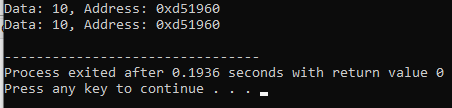 Data: 10, Address: 0xd51960
Data: 10, Address: 0xd51960
--------------------------------
Process exited after 0.1936 seconds with return value 0
Press any key to continue . . .